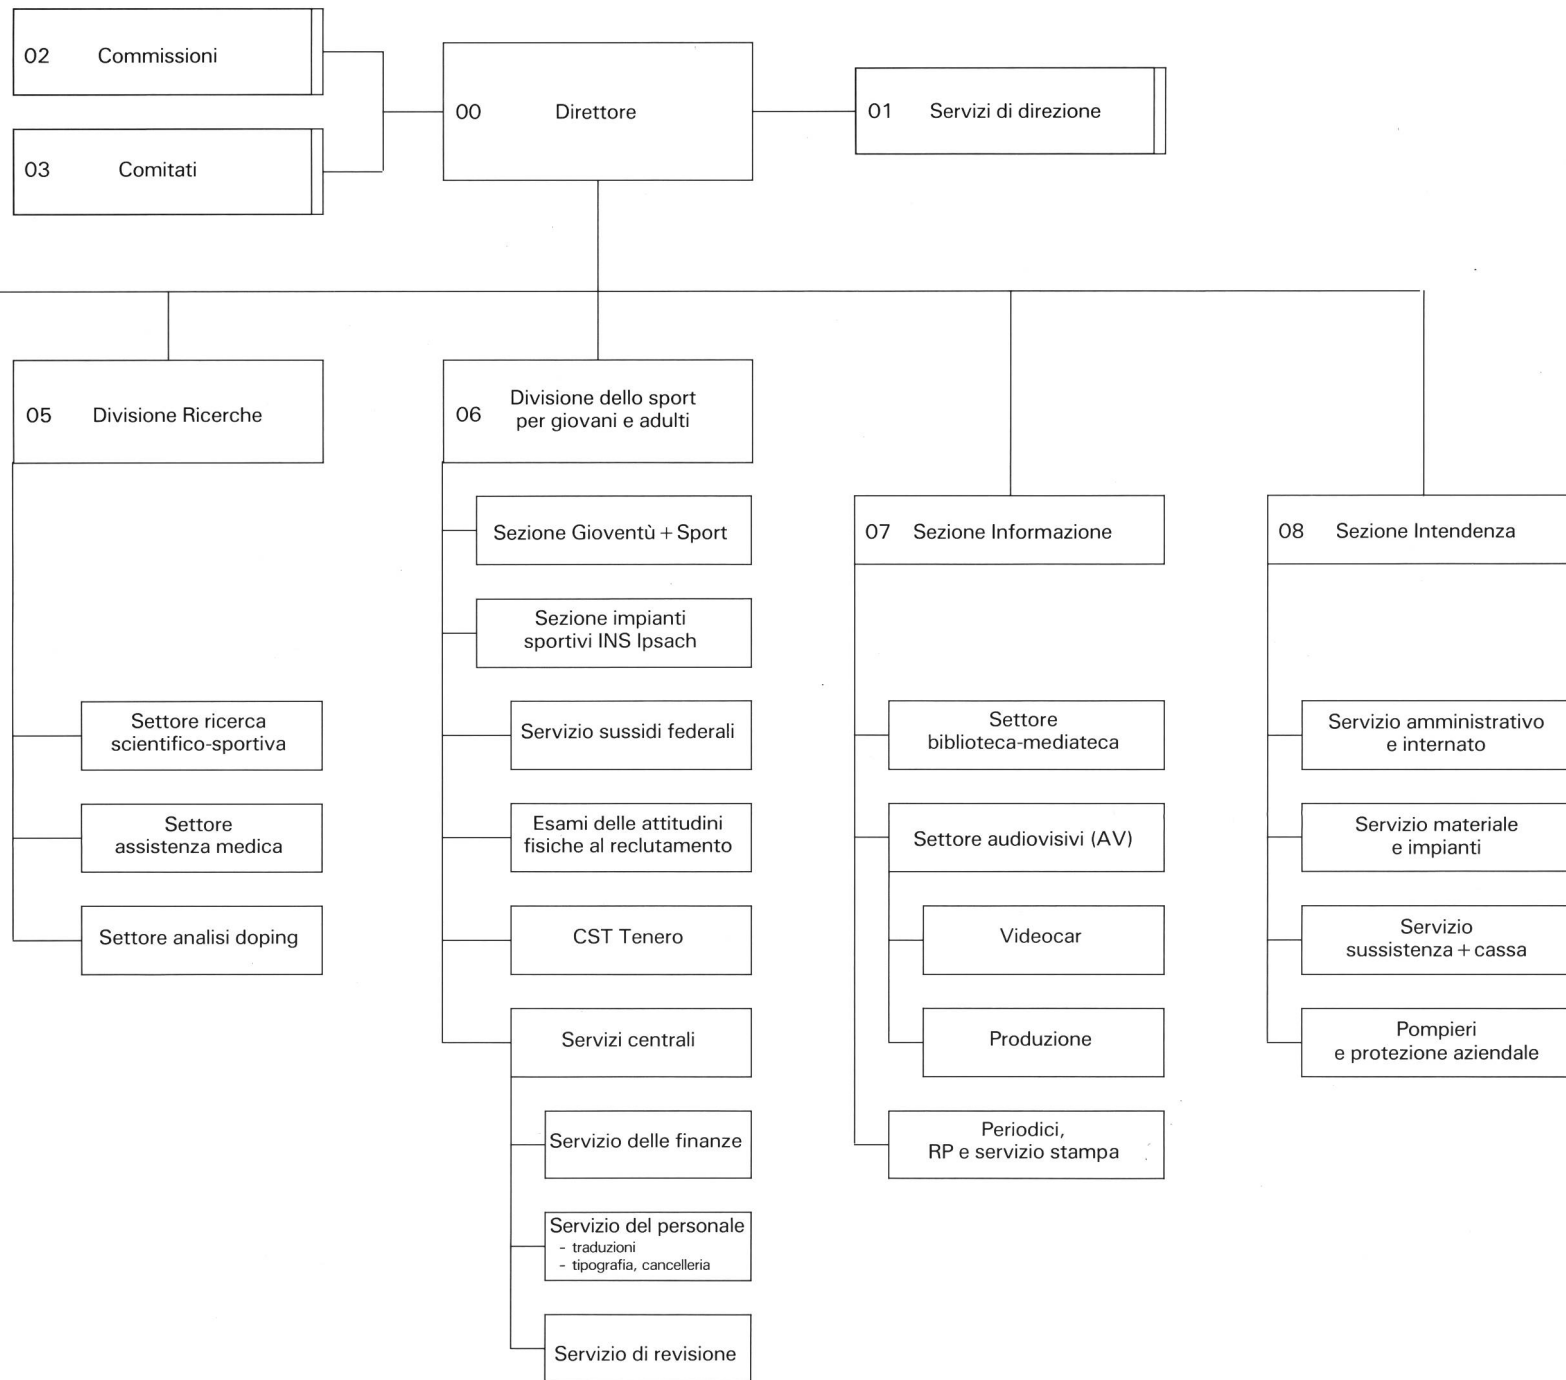 02 Commissioni
00 Direttore
01 Servizi di direzione
03 Comitati
05 Divisione Ricerche
Settore ricerca
scientifico-sportiva
Settore
assistenza medica
Settore analisi doping
06 Divisione dello sport
per giovani e adulti
Sezione Gioventù + Sport
Sezione impianti
sportivi INS Ipsach
Servizio sussidi federali
Esami delle attitudini
fisiche al reclutamento
CST Tenero
Servizi centrali
Servizio delle finanze
Servizio del personale
- traduzioni
- tipografia, cancelleria
Servizio di revisione
07 Sezione Informazione
Settore
biblioteca-mediateca
Settore audiovisivi (AV)
Videocar
Produzione
Periodici,
RP e servizio stampa
08 Sezione Intendenza
Servizio amministrativo
e internato
Servizio materiale
e impianti
Servizio
sussistenza + cassa
Pompieri
e protezione aziendale